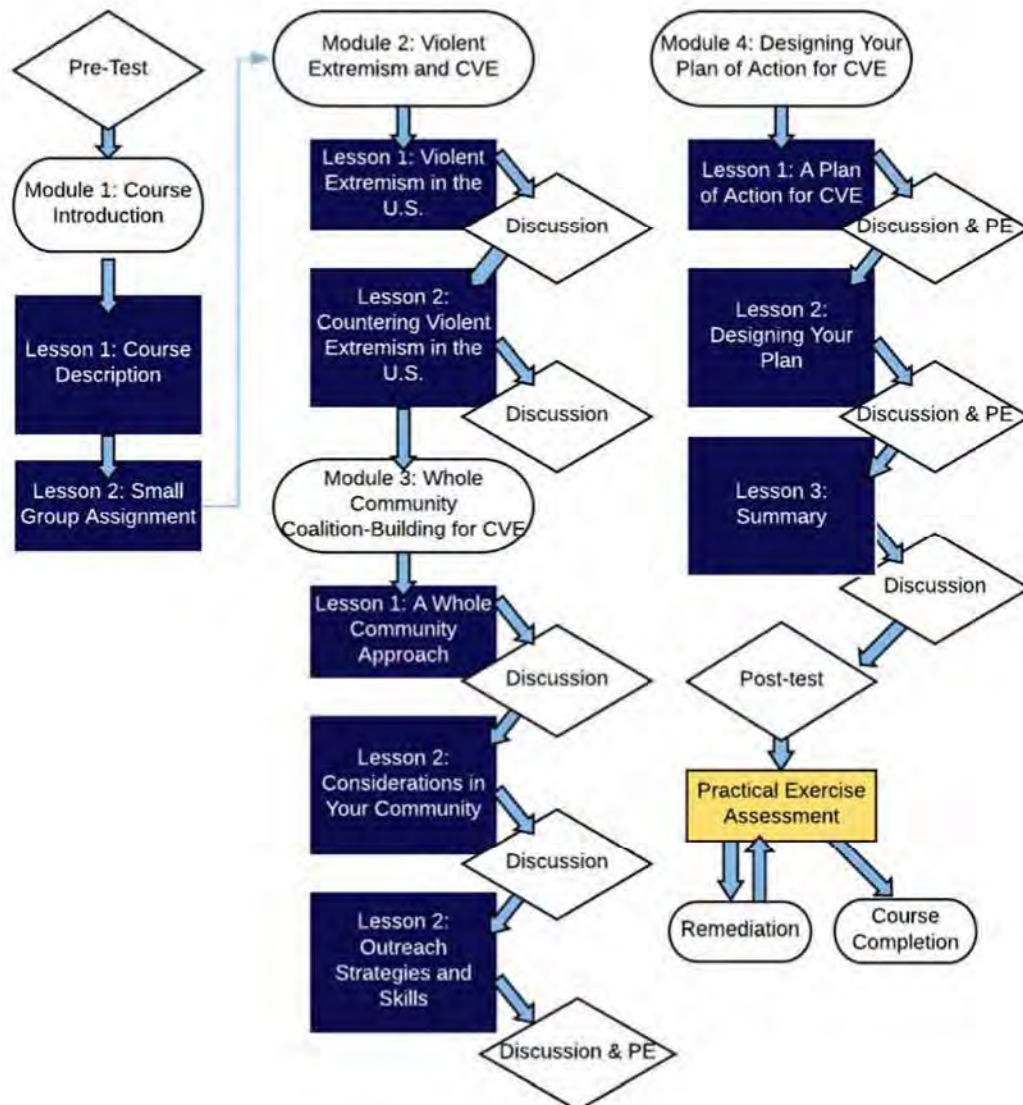 Pre-Test
Module 1: Course
Introduction
Lesson 1: Course
Description
Lesson 2: Small
Group Assignment
Module 2: Violent
Extremism and CVE
Lesson 1: Violent
Extremism in the
U.S.
Discussion
Lesson 2:
Countering Violent
Extremism in the
U.S.
Discussion
Module 3: Whole
Community
Coalition-Building for CVE
Lesson 1: A Whole
Community
Approach
Discussion
Lesson 2:
Considerations in
Your Community
Discussion
Lesson 2:
Outreach
Strategies and
Skills
Discussion & PE
Module 4: Designing Your
Plan of Action for CVE
Lesson 1: A Plan
of Action for CVE
Discussion & PE
Lesson 2:
Designing Your
Plan
Discussion & PE
Lesson 3:
Summary
Discussion
Post-test
Practical Exercise
Assessment
Remediation
Course
Completion